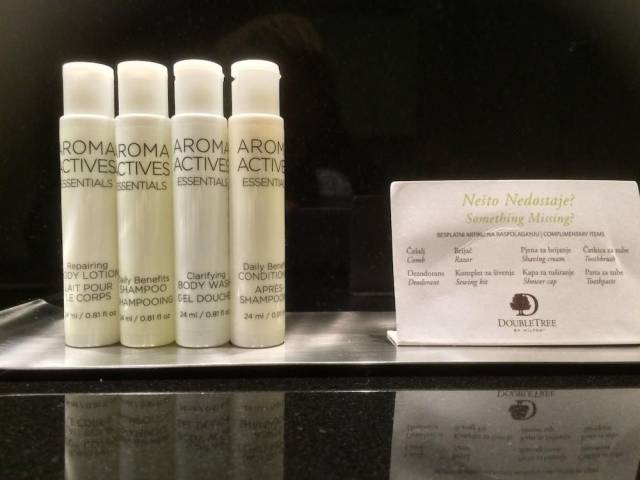 AROMA
ACTIVES
ESSENTIALS
Repairing
BODY LOTION
LAIT POUR
LE CORPS
24 ml / 0.81 fl oz
AROMA
ACTIVES
ESSENTIALS
Daily Benefits
SHAMPOO
SHAMPOOING
24 ml / 0.81 fl oz
AROMA
ACTIVES
ESSENTIALS
Clarifying
BODY WASH
GEL DOUCHE
24 ml / 0.81 fl oz
AROMA
ACTIVE
ESSENTIALS
Daily Benefits
CONDITION
APRÈS-
SHAMPOO
24 ml / 0.81 fl oz
Nešto Nedostaje?
Something Missing?
BESPLATNI ARTIKLI NA RASPOLAGANJU | COMPLIMENTARY ITEMS
Češalj Brijač Pjena za brijanje Četkica za zube
Comb Razor Shaving cream Toothbrush
Dezodorans Komplet za šivenje Kapa za tuširanje Pasta za zube
Deodorant Sewing kit Shower cap Toothpaste
DOUBLETREE
BY HILTON